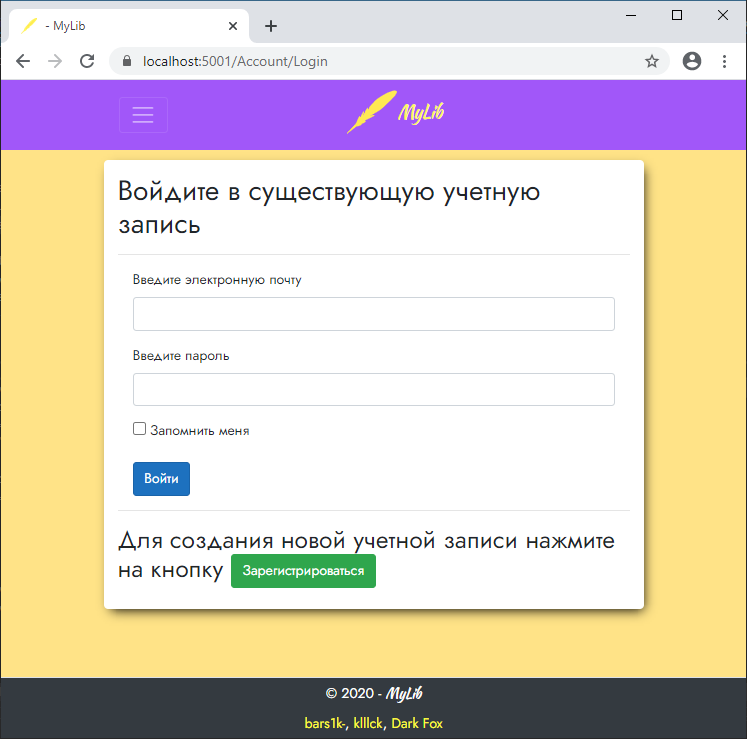 - MyLib
localhost:5001/Account/Login
MyLib
Войдите в существующую учетную
запись
Введите электронную почту
Введите пароль
Запомнить меня
Войти
Для создания новой учетной записи нажмите
на кнопку Зарегистрироваться
© 2020 - MyLib
bars1k-, klllck, Dark Fox